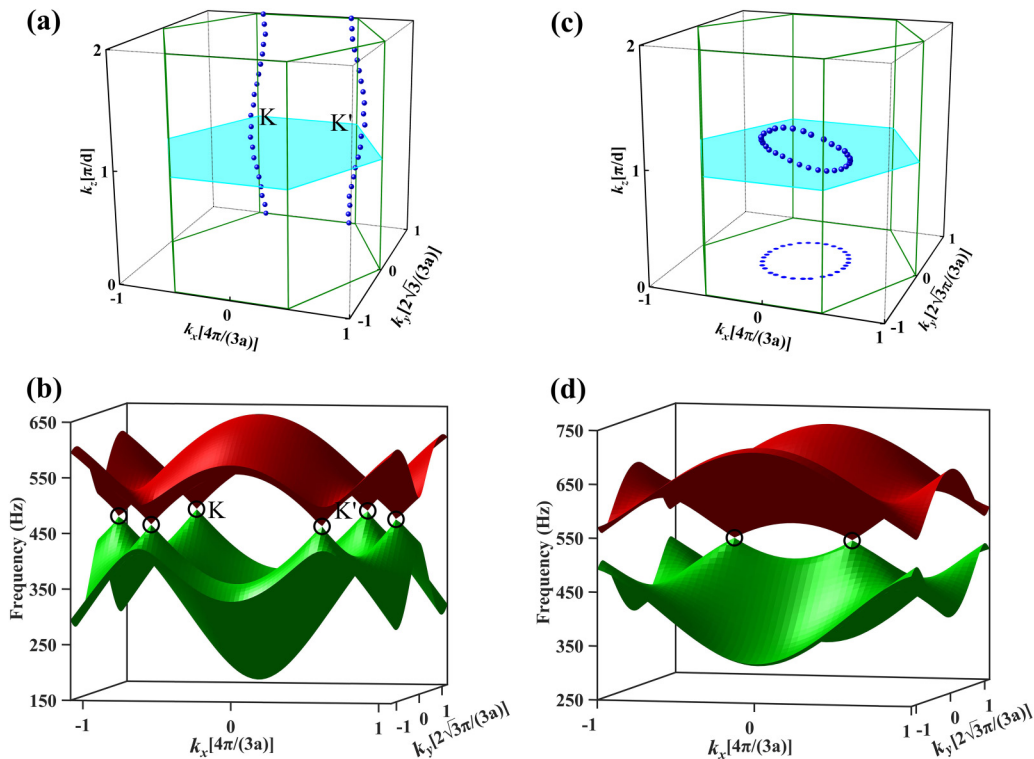 (a)
2
K
K'
k_z[π/d]
1
0
-1
0
1
k_x[4π/(3a)]
-1
0
1
k_y[2√3/(3a)]
(c)
2
k_z[π/d]
1
0
-1
0
1
k_x[4π/(3a)]
-1
0
1
k_y[2√3π/(3a)]
(b)
650
550
450
350
250
150
Frequency (Hz)
K
K'
-1
0
1
k_x[4π/(3a)]
-1
0
1
k_y[2√3π/(3a)]
(d)
750
650
550
450
350
250
Frequency (Hz)
-1
0
1
k_x[4π/(3a)]
-1
0
1
k_y[2√3π/(3a)]